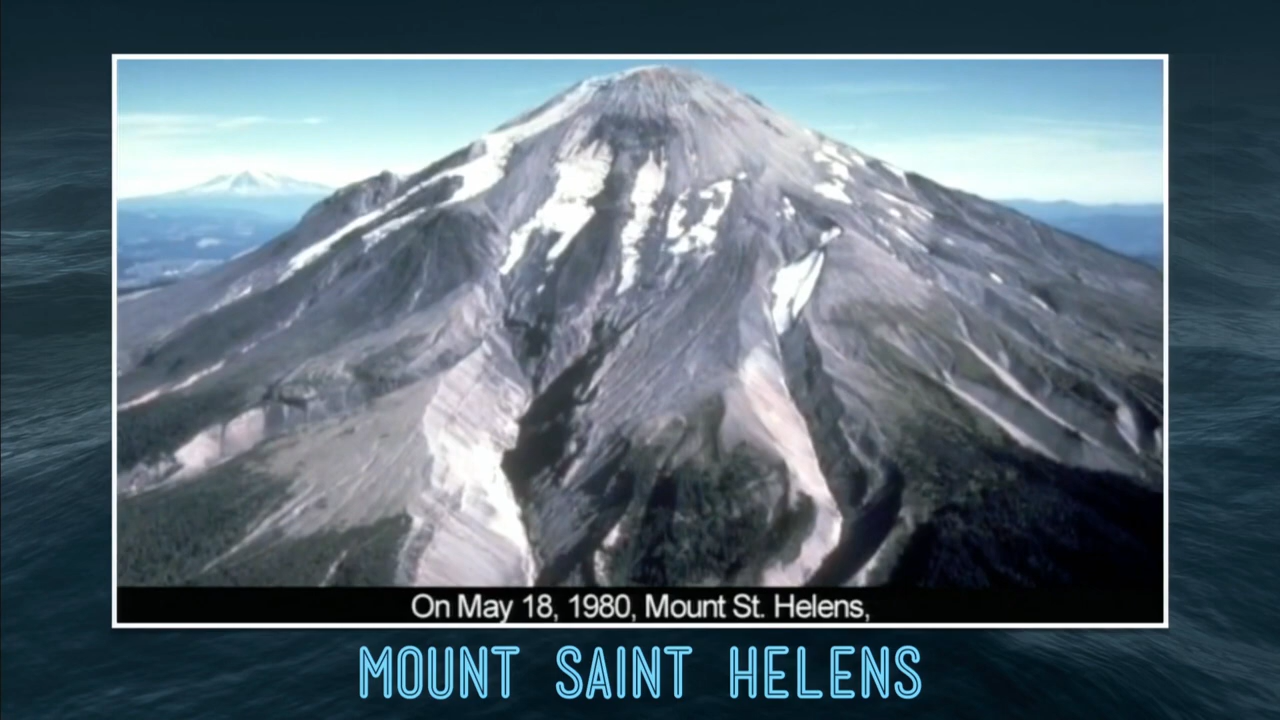 On May 18, 1980, Mount St. Helens,
MOUNT SAINT HELENS